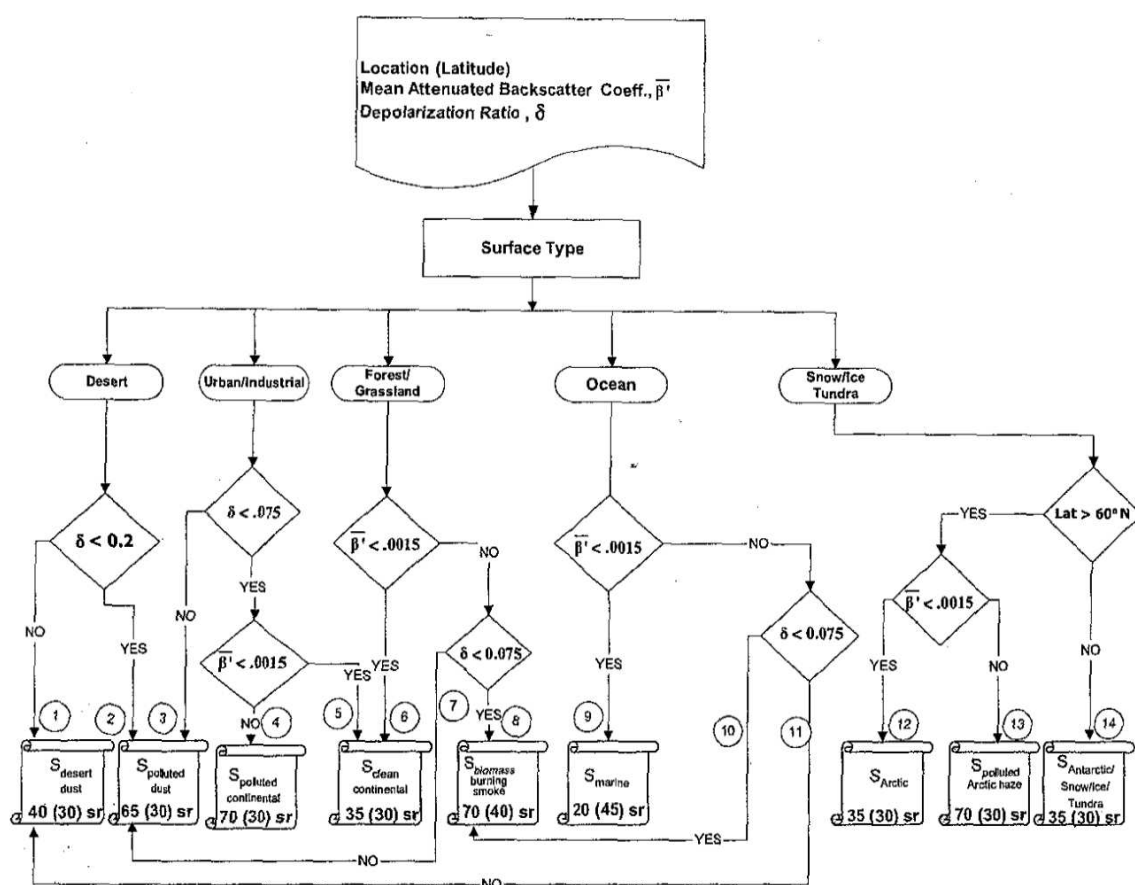 Location (Latitude)
Mean Attenuated Backscatter Coeff., β'
Depolarization Ratio , δ
Surface Type
Desert
Urban/Industrial
Forest/
Grassland
Ocean
Snow/Ice
Tundra
δ < 0.2
δ < .075
β' < .0015
β' < .0015
Lat > 60° N
YES
NO
NO
YES
β' < .0015
NO
YES
NO
YES
β' < .0015
YES
δ < 0.075
YES
δ < 0.075
YES
NO
NO
YES
NO
YES
1
2
3
4
5
6
7
8
9
10
11
12
13
14
S desert
dust
40 (30) sr
S polluted
dust
65 (30) sr
S polluted
continental
70 (30) sr
S clean
continental
35 (30) sr
S biomass
burning
smoke
70 (40) sr
S marine
20 (45) sr
S Arctic
35 (30) sr
S polluted
Arctic haze
70 (30) sr
S Antarctic/
Snow/Ice/
Tundra
35 (30) sr
NO
YES
NO